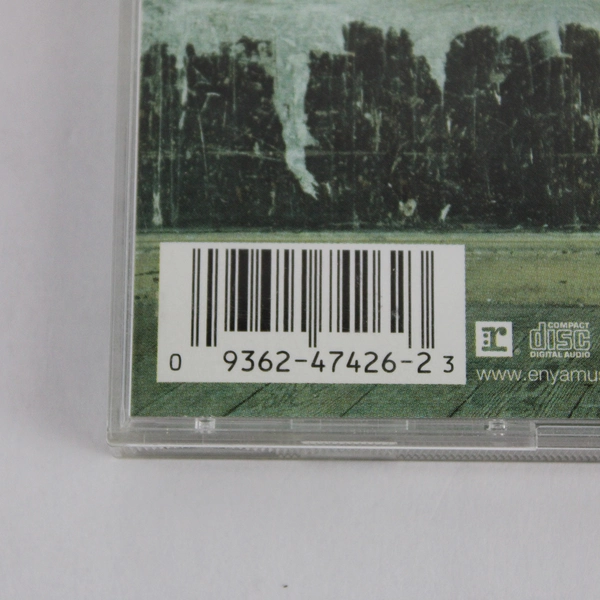 0 9362-47426-2 3
r
COMPACT
disc
DIGITAL AUDIO
www.enyamus